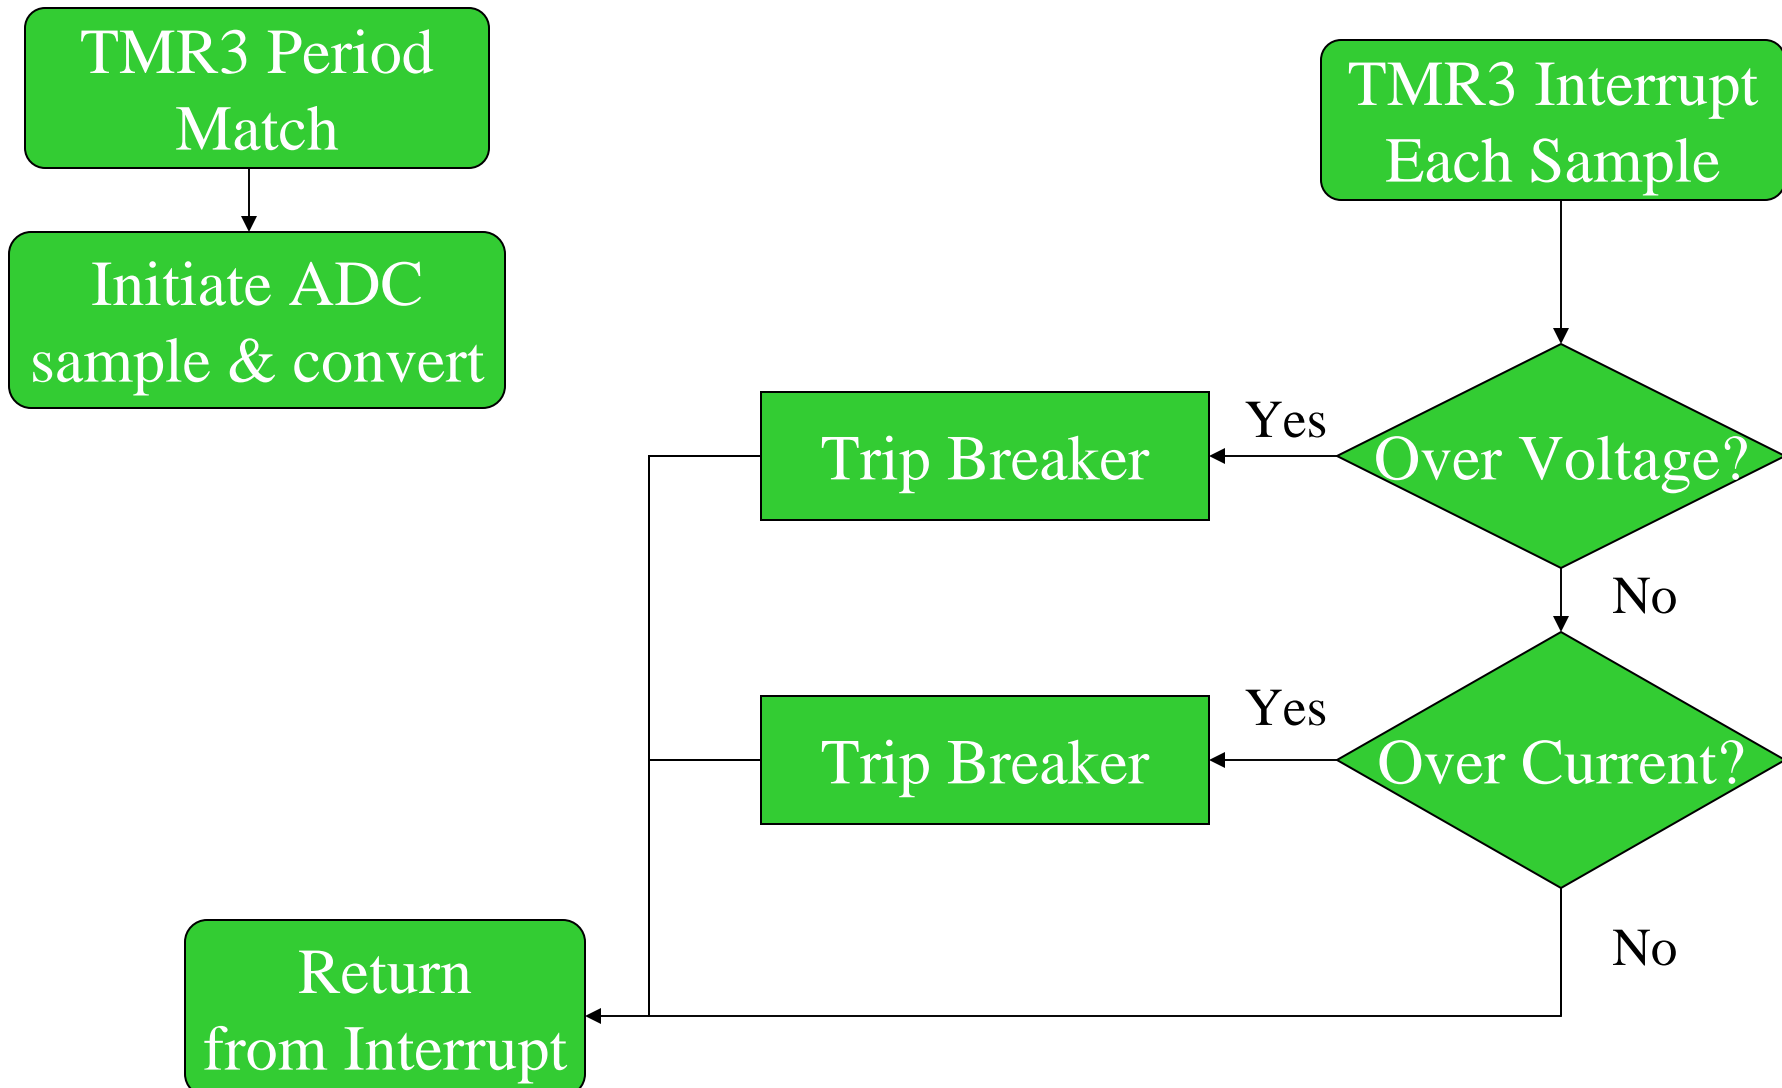 TMR3 Period
Match
Initiate ADC
sample & convert
TMR3 Interrupt
Each Sample
Over Voltage?
Yes
Trip Breaker
No
Over Current?
Yes
Trip Breaker
No
Return
from Interrupt